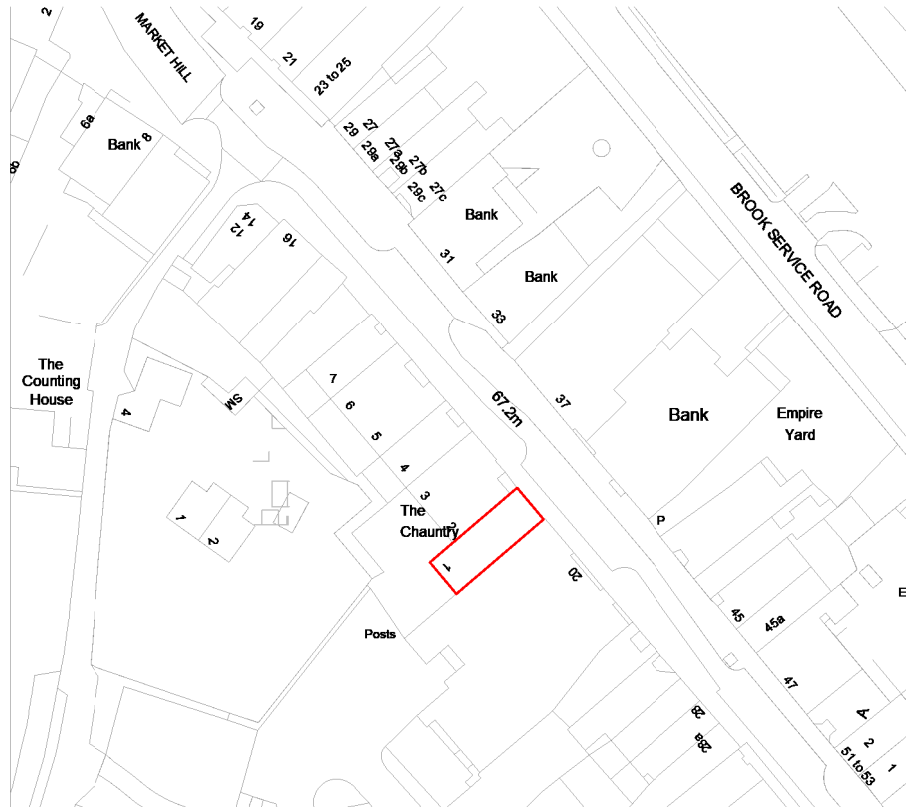 2
MARKET HILL
19
21
23 to 25
6a
Bank
8
6b
29
27
29a
27a
29b
27b
29c
27c
Bank
BROOK SERVICE ROAD
12
14
16
31
Bank
33
The
Counting
House
4
SM
7
6
5
4
3
2
1
67.2m
37
Bank
Empire
Yard
The
Chauntry
1
2
P
20
Posts
45
45a
E
47
28
28a
51 to 53
2
1